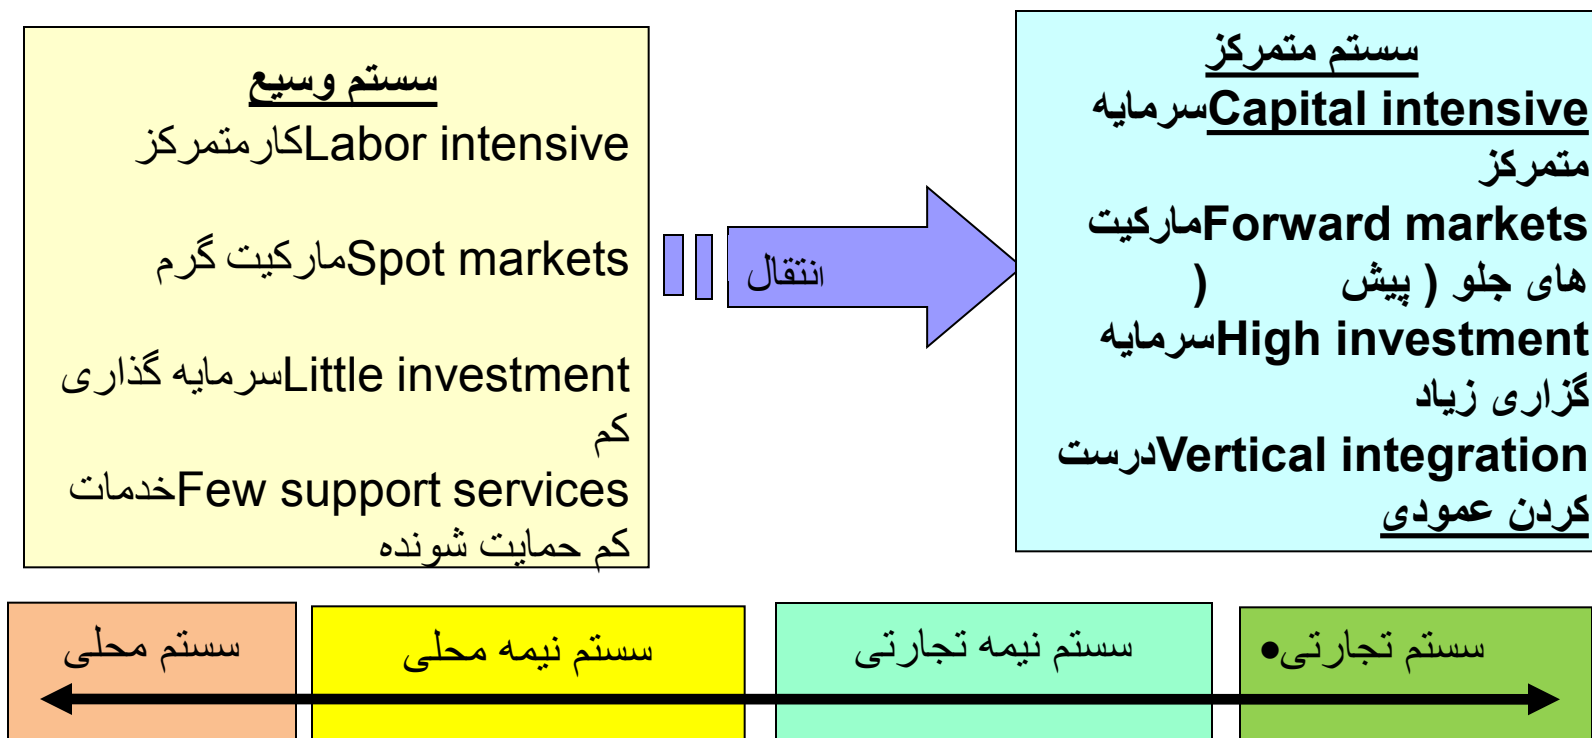 سستم وسیع
Labor intensiveکارمتمرکز
Spot marketsمارکیت گرم
Little investmentسرمایه گذاری
کم
Few support servicesخدمات
کم حمایت شونده
انتقال
سستم متمرکز
Capital intensiveسرمایه
متمرکز
Forward marketsمارکیت
های جلو ( پیش (
High investmentسرمایه
گزاری زیاد
Vertical integrationدرست
کردن عمودی
سستم محلی
سستم نیمه محلی
سستم نیمه تجارتی
سستم تجارتی•